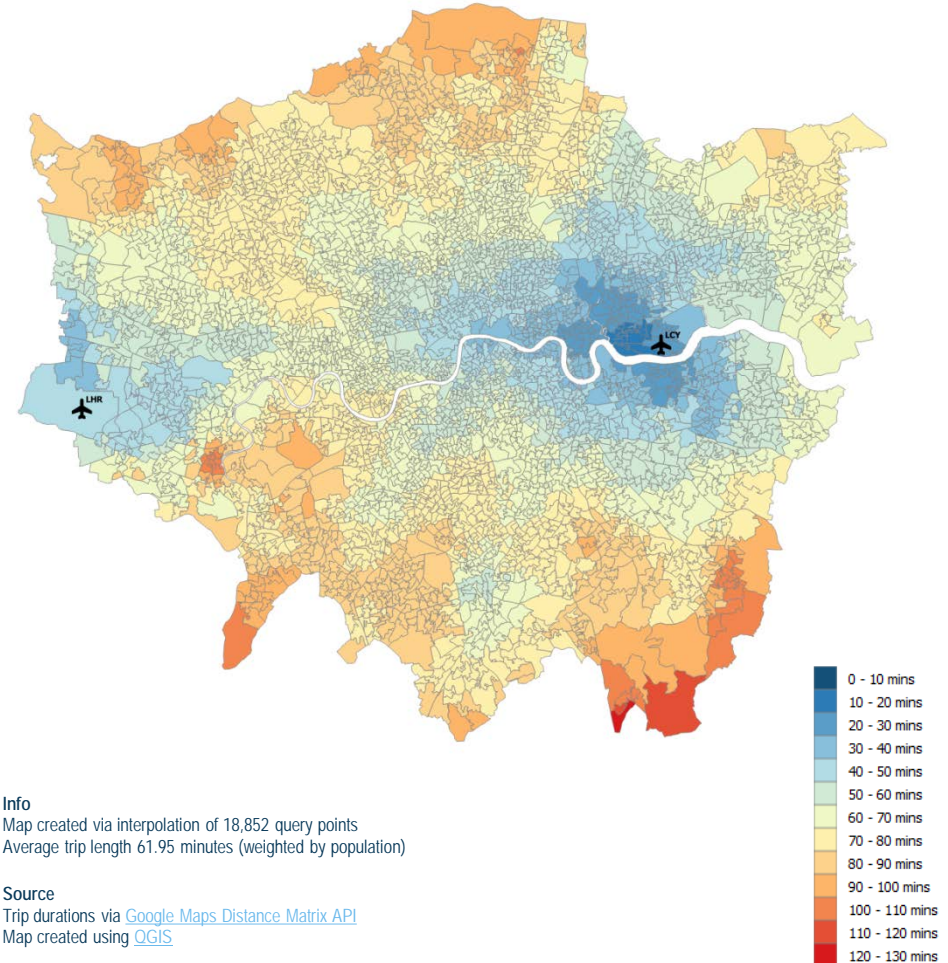 LCY
LHR
0 - 10 mins
10 - 20 mins
20 - 30 mins
30 - 40 mins
40 - 50 mins
50 - 60 mins
60 - 70 mins
70 - 80 mins
80 - 90 mins
90 - 100 mins
100 - 110 mins
110 - 120 mins
120 - 130 mins
Info
Map created via interpolation of 18,852 query points
Average trip length 61.95 minutes (weighted by population)
Source
Trip durations via Google Maps Distance Matrix API
Map created using QGIS